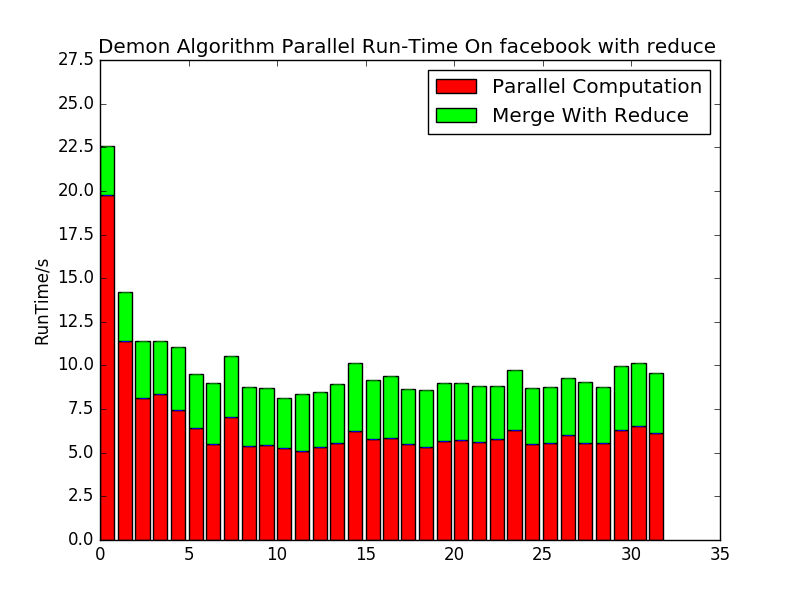 Demon Algorithm Parallel Run-Time On facebook with reduce
27.5
25.0
22.5
20.0
17.5
15.0
12.5
10.0
7.5
5.0
2.5
0.0
RunTime/s
Parallel Computation
Merge With Reduce
0 5 10 15 20 25 30 35